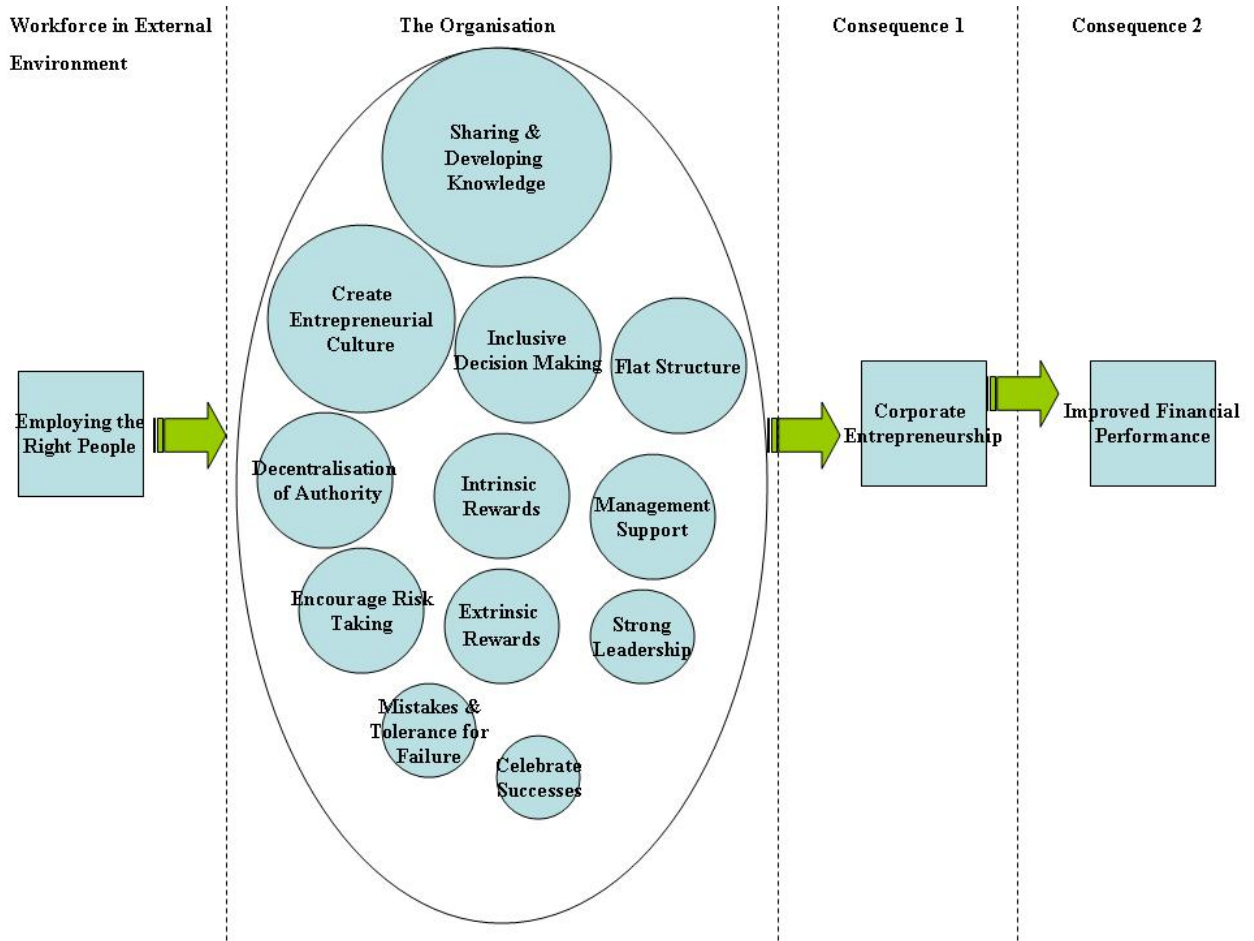 Workforce in External
Environment
The Organisation
Consequence 1
Consequence 2
Sharing &
Developing
Knowledge
Create
Entrepreneurial
Culture
Inclusive
Decision Making
Flat Structure
Employing the
Right People
Decentralisation
of Authority
Intrinsic
Rewards
Management
Support
Encourage Risk
Taking
Extrinsic
Rewards
Strong
Leadership
Mistakes &
Tolerance for
Failure
Celebrate
Successes
Corporate
Entrepreneurship
Improved Financial
Performance